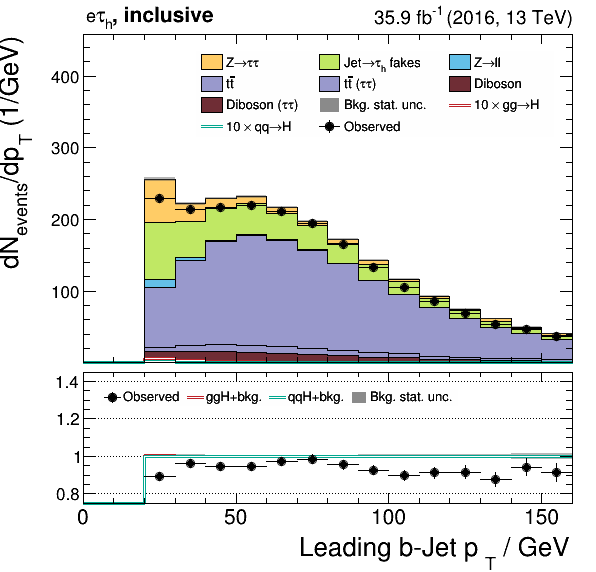 eτh, inclusive 35.9 fb⁻¹ (2016, 13 TeV)
dNevents/dpT (1/GeV)
400
300
200
100
Z→ττ Jet→τh fakes Z→ll
tt̄ tt̄ (ττ) Diboson
Diboson (ττ) Bkg. stat. unc. 10 × gg→H
10 × qq→H Observed
1.4
1.2
1
0.8
Observed ggH+bkg. qqH+bkg. Bkg. stat. unc.
0 50 100 150
Leading b-Jet pT / GeV